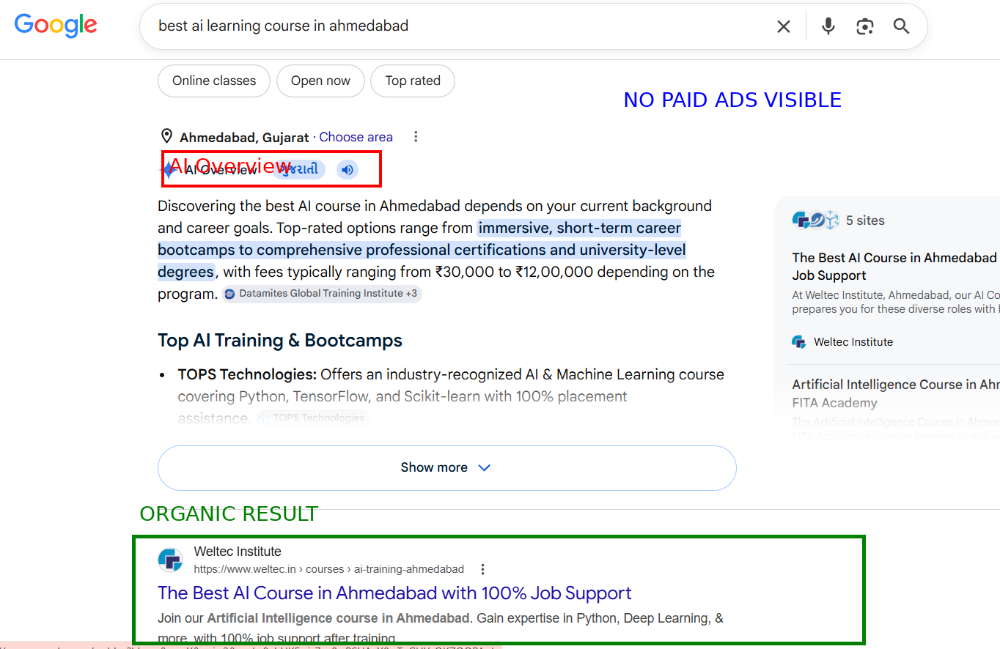 Google
best ai learning course in ahmedabad
Online classes
Open now
Top rated
NO PAID ADS VISIBLE
Ahmedabad, Gujarat · Choose area
AI Overview
AI Overview ગુજરાતી
Discovering the best AI course in Ahmedabad depends on your current background
and career goals. Top-rated options range from immersive, short-term career
bootcamps to comprehensive professional certifications and university-level
degrees, with fees typically ranging from ₹30,000 to ₹12,00,000 depending on the
program. Datamites Global Training Institute +3
Top AI Training & Bootcamps
• TOPS Technologies: Offers an industry-recognized AI & Machine Learning course
covering Python, TensorFlow, and Scikit-learn with 100% placement
assistance. TOPS Technologies
Show more
5 sites
The Best AI Course in Ahmedabad
Job Support
At Weltec Institute, Ahmedabad, our AI Co
prepares you for these diverse roles with
Weltec Institute
Artificial Intelligence Course in Ahm
FITA Academy
The Artificial Intelligence Course in Ahmed
FITA Academy educates learners in real-w
ORGANIC RESULT
Weltec Institute
https://www.weltec.in › courses › ai-training-ahmedabad
The Best AI Course in Ahmedabad with 100% Job Support
Join our Artificial Intelligence course in Ahmedabad. Gain expertise in Python, Deep Learning, &
more, with 100% job support after training.